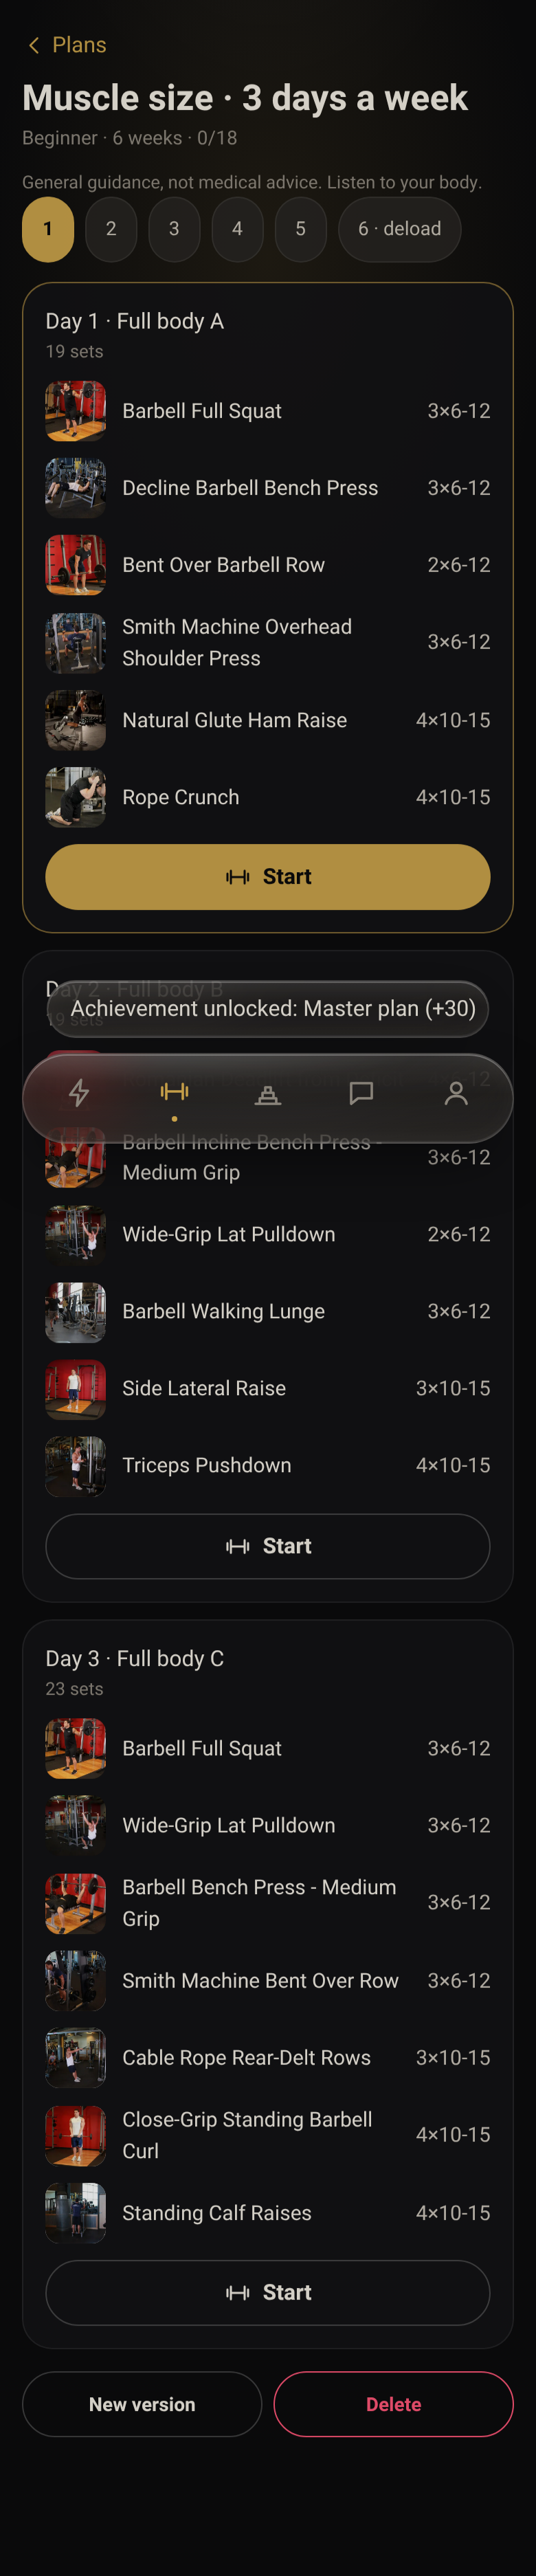 Plans
Muscle size · 3 days a week
Beginner · 6 weeks · 0/18
General guidance, not medical advice. Listen to your body.
1
2
3
4
5
6 · deload
Day 1 · Full body A
19 sets
Barbell Full Squat
3×6-12
Decline Barbell Bench Press
3×6-12
Bent Over Barbell Row
2×6-12
Smith Machine Overhead
Shoulder Press
3×6-12
Natural Glute Ham Raise
4×10-15
Rope Crunch
4×10-15
Start
Day 2 · Full body B
19 sets
Achievement unlocked: Master plan (+30)
Barbell Incline Bench Press -
Medium Grip
3×6-12
Wide-Grip Lat Pulldown
2×6-12
Barbell Walking Lunge
3×6-12
Side Lateral Raise
3×10-15
Triceps Pushdown
4×10-15
Start
Day 3 · Full body C
23 sets
Barbell Full Squat
3×6-12
Wide-Grip Lat Pulldown
3×6-12
Barbell Bench Press - Medium
Grip
3×6-12
Smith Machine Bent Over Row
3×6-12
Cable Rope Rear-Delt Rows
3×10-15
Close-Grip Standing Barbell
Curl
4×10-15
Standing Calf Raises
4×10-15
Start
New version
Delete